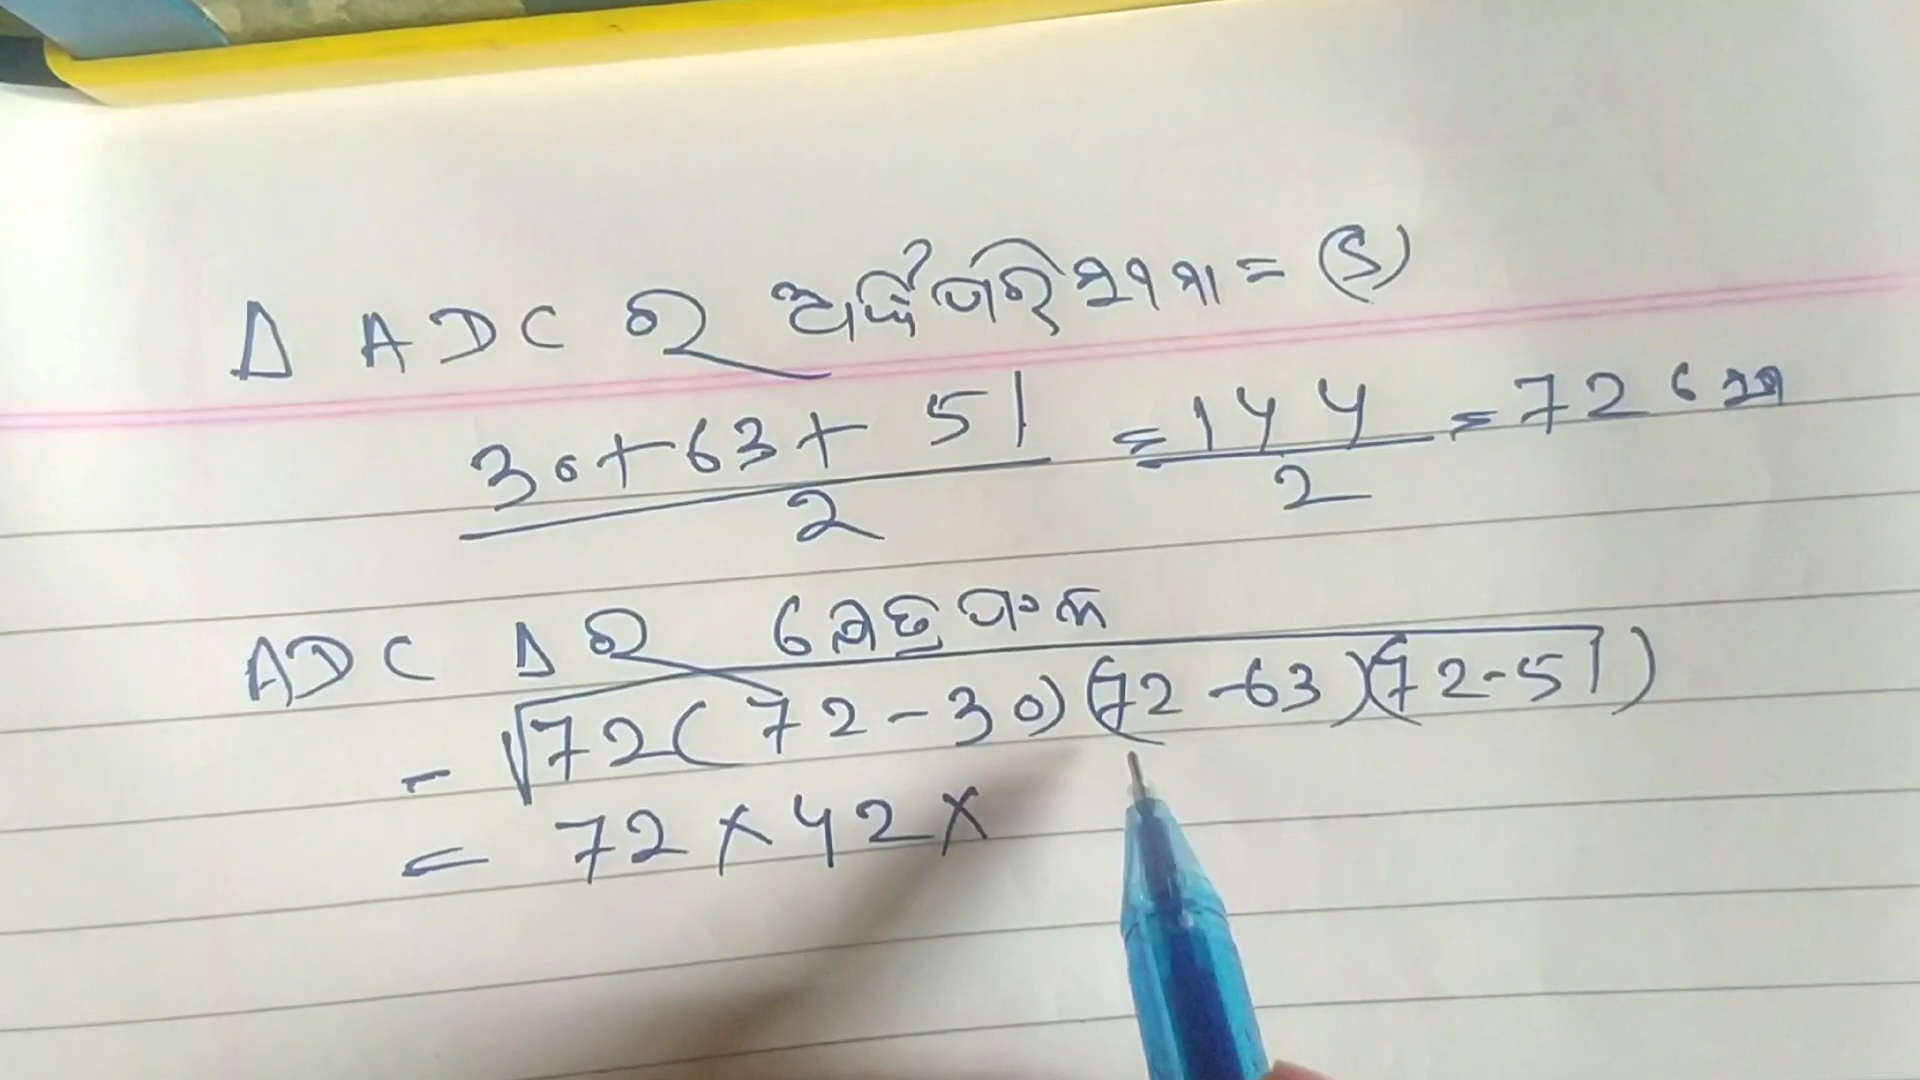 Δ ADC ର ଅର୍ଦ୍ଧପରିସୀମା = (S)
30+63+51/2 = 144/2 = 72 ସେମ
ADC Δ ର କ୍ଷେତ୍ରଫଳ
= √72(72-30)(72-63)(72-51)
= 72 × 42 ×